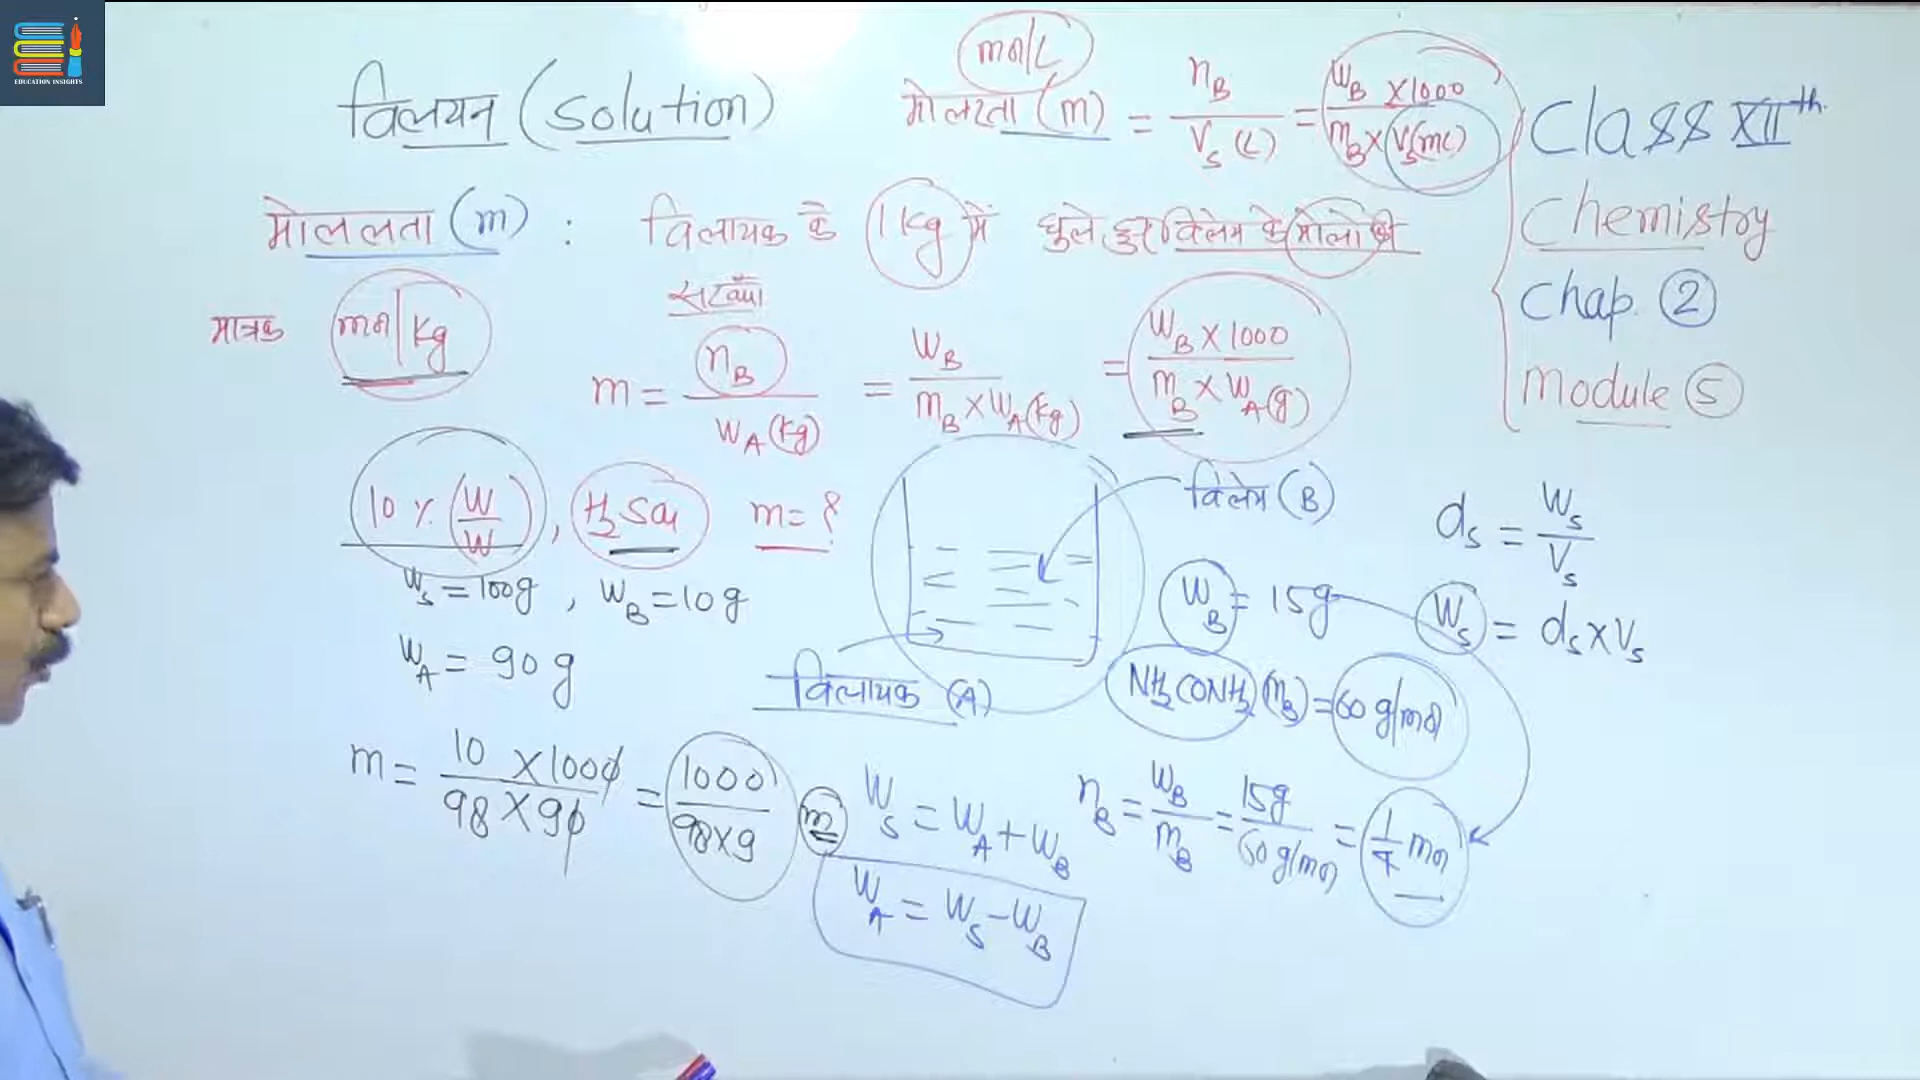 EDUCATION INSIGHTS
विलयन (Solution)
mol/L
मोलरता (m) = n_B / V_s (L) = W_B × 1000 / m_B × V_s(mL)
Class XIIth
Chemistry
Chap. ②
Module ⑤
मोललता (m) : विलायक के 1 kg में घुले हुए विलेय के मोलो की
संख्या
मात्रक mol/kg
m = n_B / W_A (kg) = W_B / m_B × W_A (kg) = W_B × 1000 / m_B × W_A (g)
10 % (W/W), H2SO4 m = ?
W_s = 100g, W_B = 10 g
W_A = 90 g
m = 10 × 1000 / 98 × 90 = 1000 / 98×9 m
विलेय (B)
विलायक (A)
W_B = 15g
NH2CONH2 (m_B) = 60 g/mol
n_B = W_B / m_B = 15g / 60 g/mol = 1/4 mol
W_s = W_A + W_B
W_A = W_s - W_B
d_s = W_s / V_s
W_s = d_s × V_s